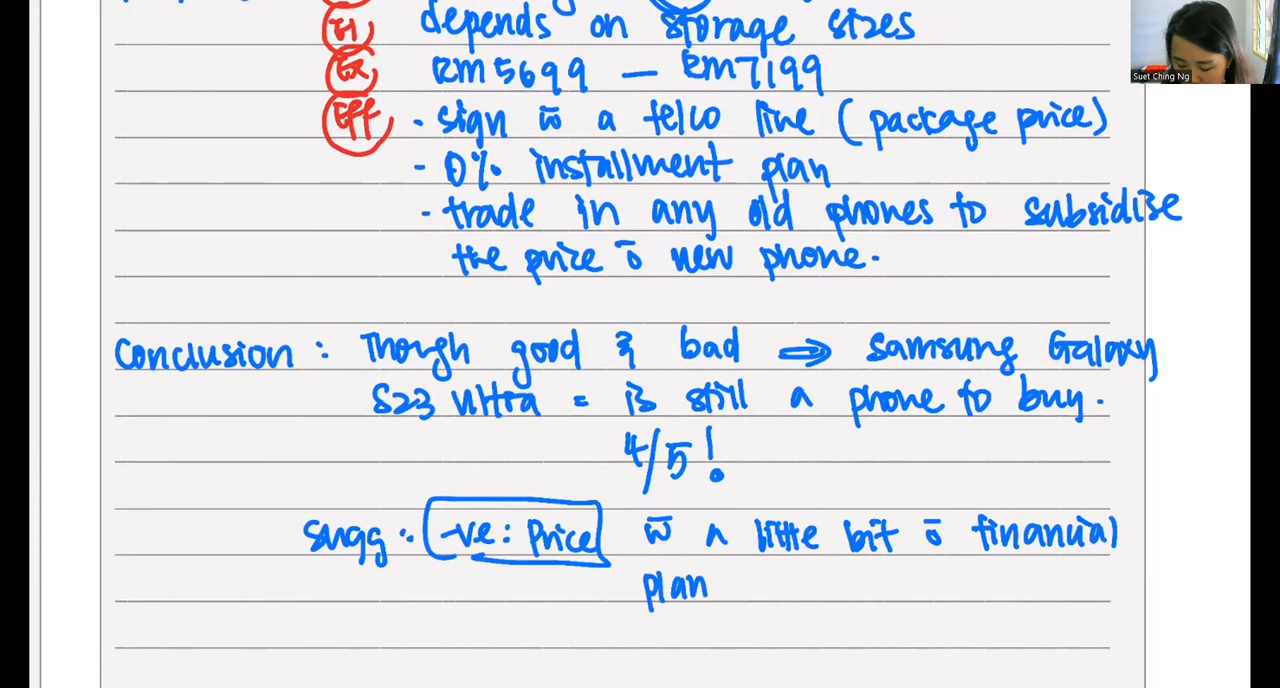 depends on storage sizes
Ex RM5699 — RM7199
Eff · sign w̄ a telco line (package price)
- 0% installment plan
- trade in any old phones to subsidise
the price ō new phone.
Conclusion : Though good & bad ⇒ Samsung Galaxy
S23 Ultra = is still a phone to buy.
4/5!
Sugg : -ve: Price w̄ a little bit ō financial
plan
Suet Ching Ng